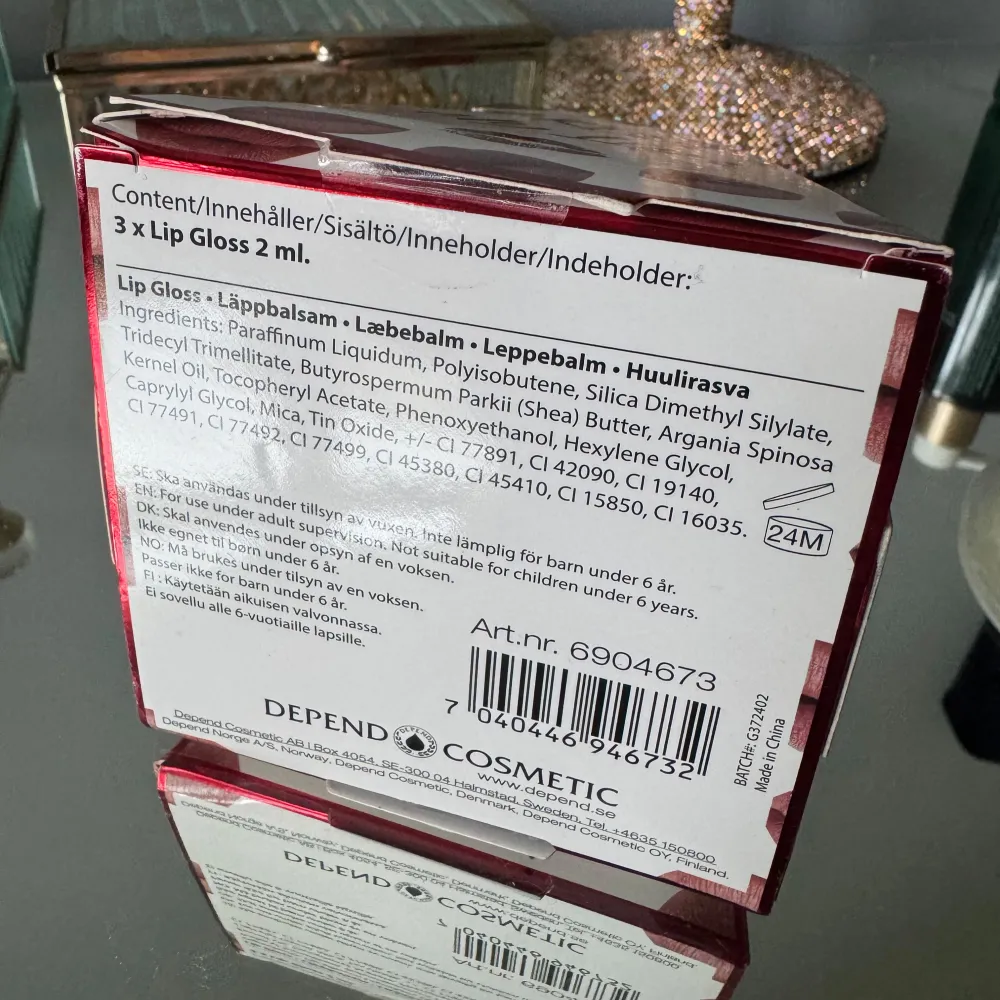 Content/Innehåller/Sisältö/Inneholder/Indeholder:
3 x Lip Gloss 2 ml.
Lip Gloss • Läppbalsam • Læbebalm • Leppebalm • Huulirasva
Ingredients: Paraffinum Liquidum, Polyisobutene, Silica Dimethyl Silylate,
Tridecyl Trimellitate, Butyrospermum Parkii (Shea) Butter, Argania Spinosa
Kernel Oil, Tocopheryl Acetate, Phenoxyethanol, Hexylene Glycol,
Caprylyl Glycol, Mica, Tin Oxide, +/- CI 77891, CI 42090, CI 19140,
CI 77491, CI 77492, CI 77499, CI 45380, CI 45410, CI 15850, CI 16035.
24M
SE: Ska användas under tillsyn av vuxen. Inte lämplig för barn under 6 år.
EN: For use under adult supervision. Not suitable for children under 6 years.
DK: Skal anvendes under opsyn af en voksen.
Ikke egnet til børn under 6 år.
NO: Må brukes under tilsyn av en voksen.
Passer ikke for barn under 6 år.
FI : Käytetään aikuisen valvonnassa.
Ei sovellu alle 6-vuotiaille lapsille.
Art.nr. 6904673
7 040446 946732
BATCH#: G372402
Made in China
DEPEND COSMETIC
DEPEND
www.depend.se
Depend Cosmetic AB | Box 4054, SE-300 04 Halmstad, Sweden, Tel. +4635 150800
Depend Norge A/S, Norway, Depend Cosmetic, Denmark, Depend Cosmetic OY, Finland.